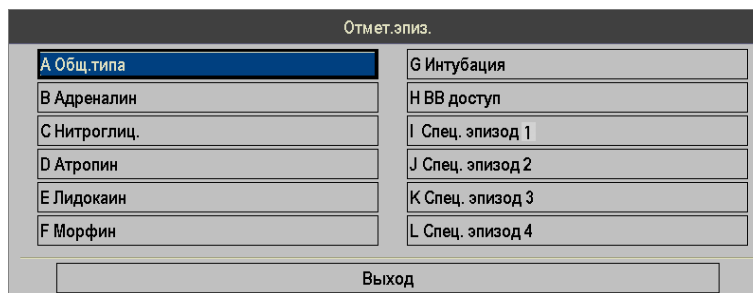 Отмет.эпиз.
A Общ.типа
B Адреналин
C Нитроглиц.
D Атропин
E Лидокаин
F Морфин
G Интубация
H ВВ доступ
I Спец. эпизод 1
J Спец. эпизод 2
K Спец. эпизод 3
L Спец. эпизод 4
Выход